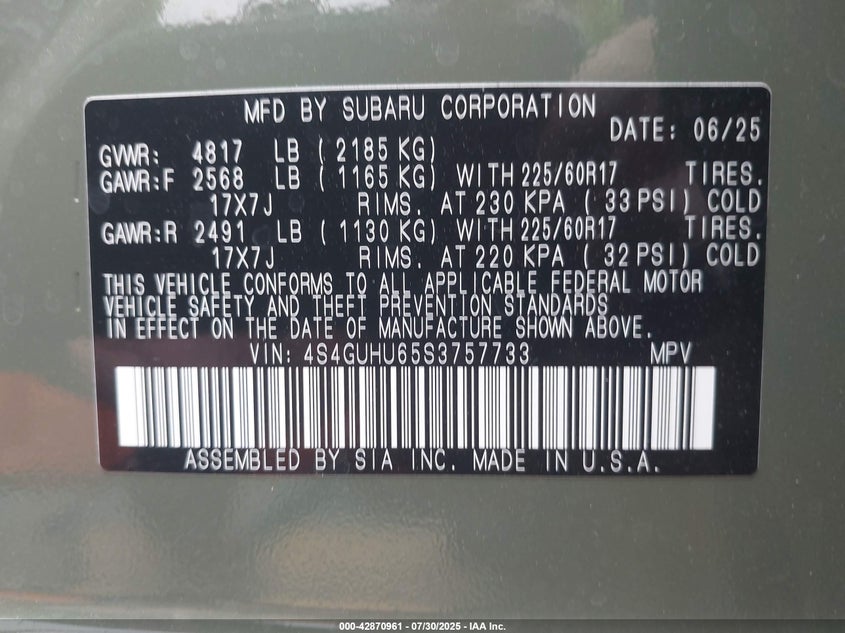 MFD BY SUBARU CORPORATION
DATE: 06/25
GVWR: 4817 LB ( 2185 KG)
GAWR:F 2568 LB ( 1165 KG) WITH 225/60R17 TIRES.
17X7J RIMS. AT 230 KPA ( 33 PSI) COLD
GAWR:R 2491 LB ( 1130 KG) WITH 225/60R17 TIRES.
17X7J RIMS. AT 220 KPA ( 32 PSI) COLD
THIS VEHICLE CONFORMS TO ALL APPLICABLE FEDERAL MOTOR
VEHICLE SAFETY AND THEFT PREVENTION STANDARDS
IN EFFECT ON THE DATE OF MANUFACTURE SHOWN ABOVE.
VIN: 4S4GUHU65S3757733 MPV
ASSEMBLED BY SIA INC. MADE IN U.S.A.
000-42870961 - 07/30/2025 - IAA Inc.